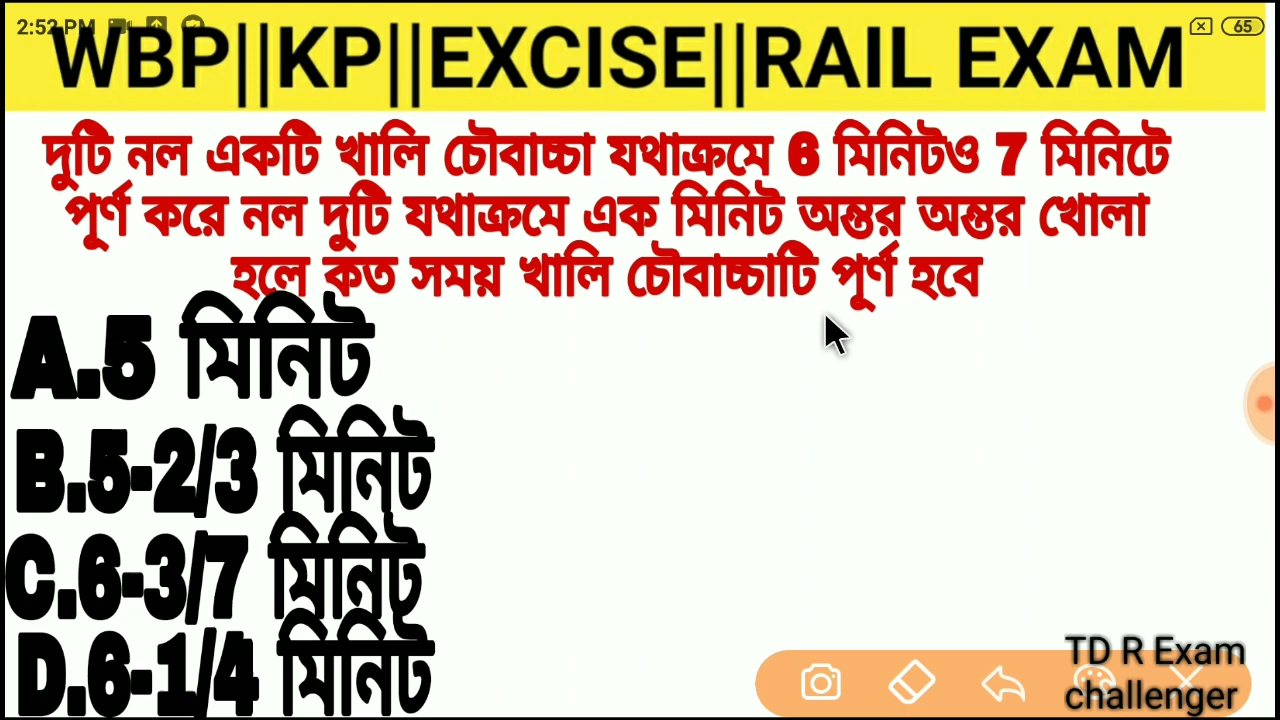 2:52 PM
65
WBP||KP||EXCISE||RAIL EXAM
দুটি নল একটি খালি চৌবাচ্চা যথাক্রমে 6 মিনিটও 7 মিনিটে
পূর্ণ করে নল দুটি যথাক্রমে এক মিনিট অন্তর অন্তর খোলা
হলে কত সময় খালি চৌবাচ্চাটি পূর্ণ হবে
A.5 মিনিট
B.5-2/3 মিনিট
C.6-3/7 মিনিট
D.6-1/4 মিনিট
TD R Exam
challenger